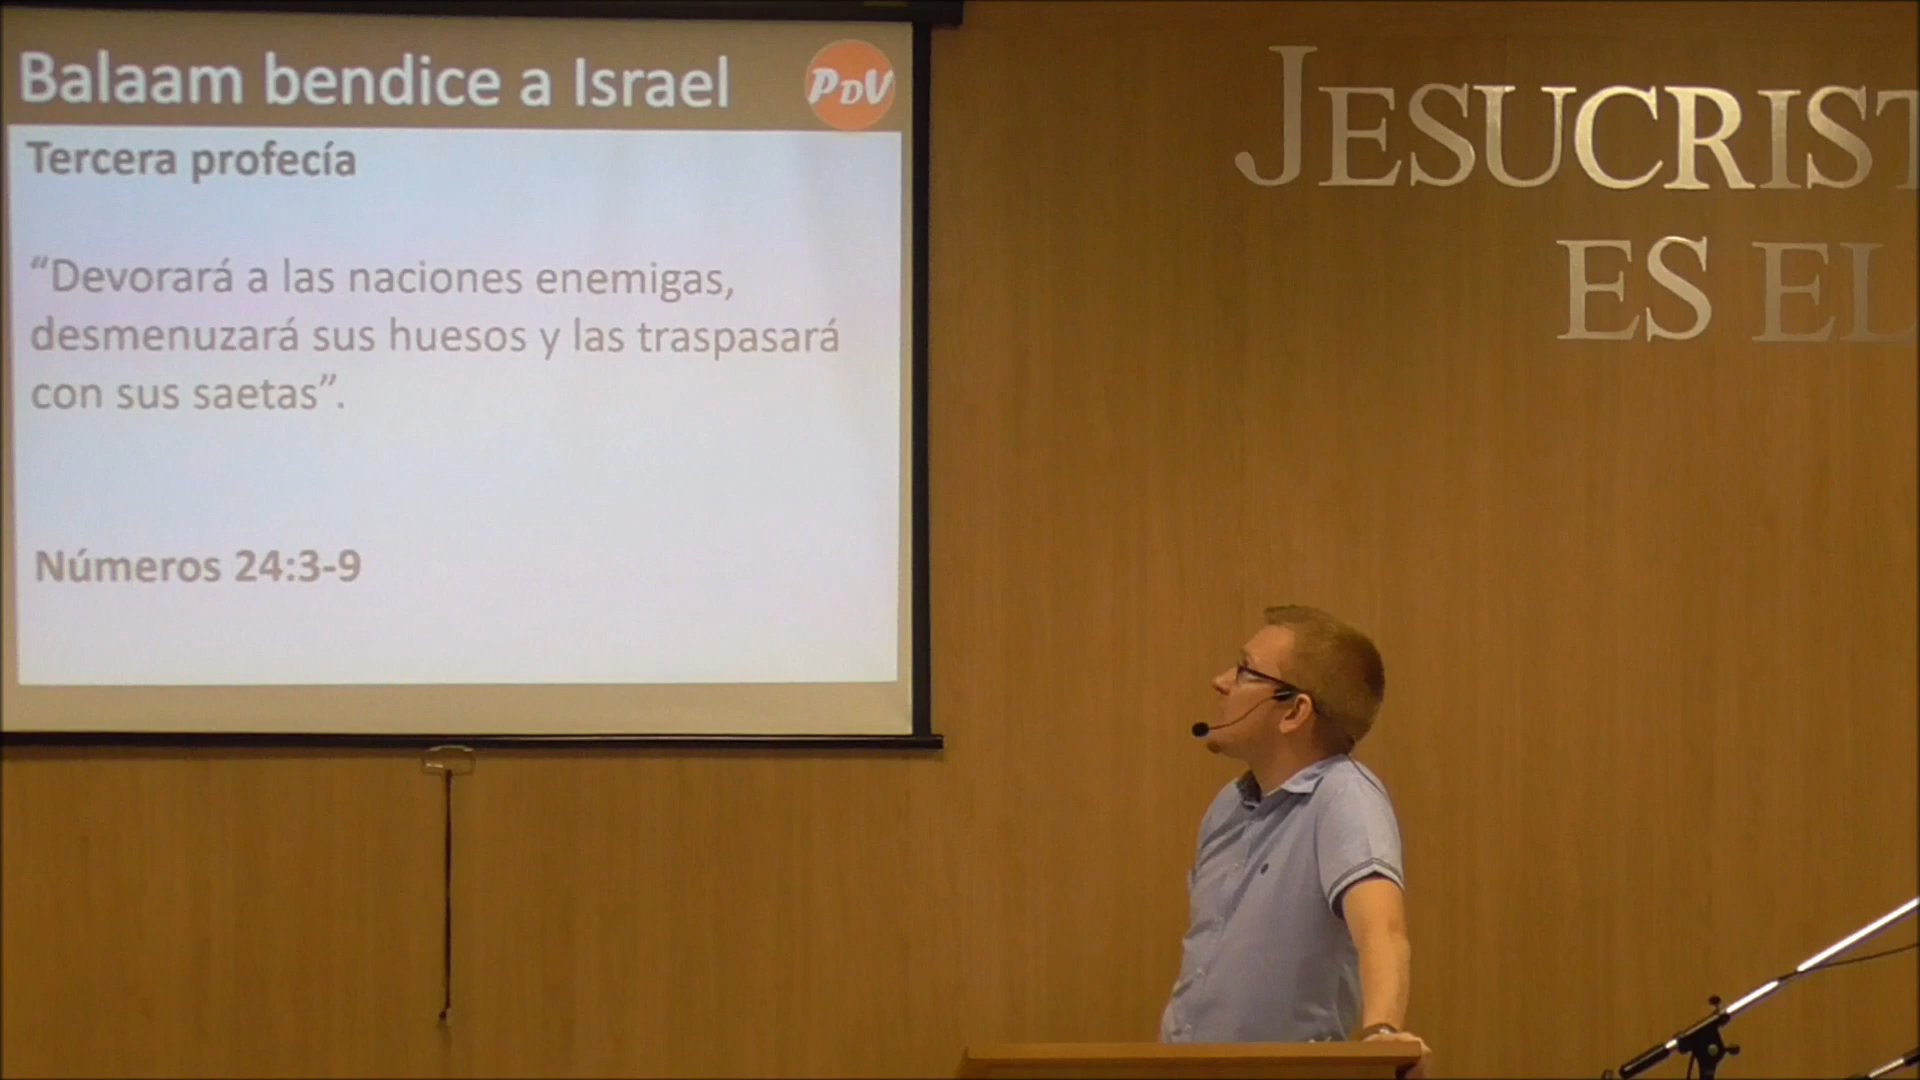 Balaam bendice a Israel
PDV
Tercera profecía
“Devorará a las naciones enemigas,
desmenuzará sus huesos y las traspasará
con sus saetas”.
Números 24:3-9
JESUCRIST
ES EL